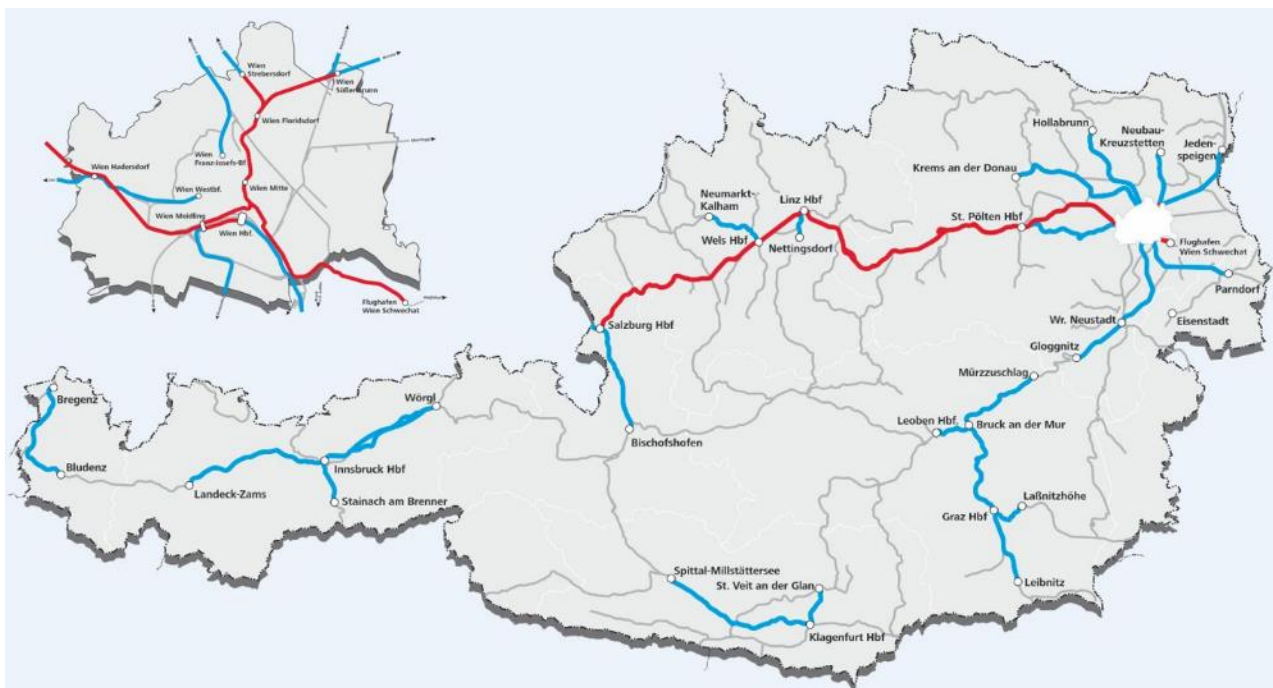 Wien
Strebersdorf
Wien
Süßenbrunn
Wien Floridsdorf
Wien
Franz-Josefs-Bf
Wien Hadersdorf
Wien Westbf.
Wien Mitte
Wien Meidling
Wien Hbf.
Flughafen
Wien Schwechat
Hollabrunn
Neubau-
Kreuzstetten
Jeden-
speigen
Krems an der Donau
Neumarkt-
Kalham
Linz Hbf
St. Pölten Hbf
Wels Hbf
Nettingsdorf
Flughafen
Wien Schwechat
Parndorf
Salzburg Hbf
Wr. Neustadt
Eisenstadt
Gloggnitz
Mürzzuschlag
Bregenz
Wörgl
Leoben Hbf.
Bruck an der Mur
Bischofshofen
Bludenz
Innsbruck Hbf
Landeck-Zams
Stainach am Brenner
Laßnitzhöhe
Graz Hbf
Spittal-Millstättersee
St. Veit an der Glan
Leibnitz
Klagenfurt Hbf